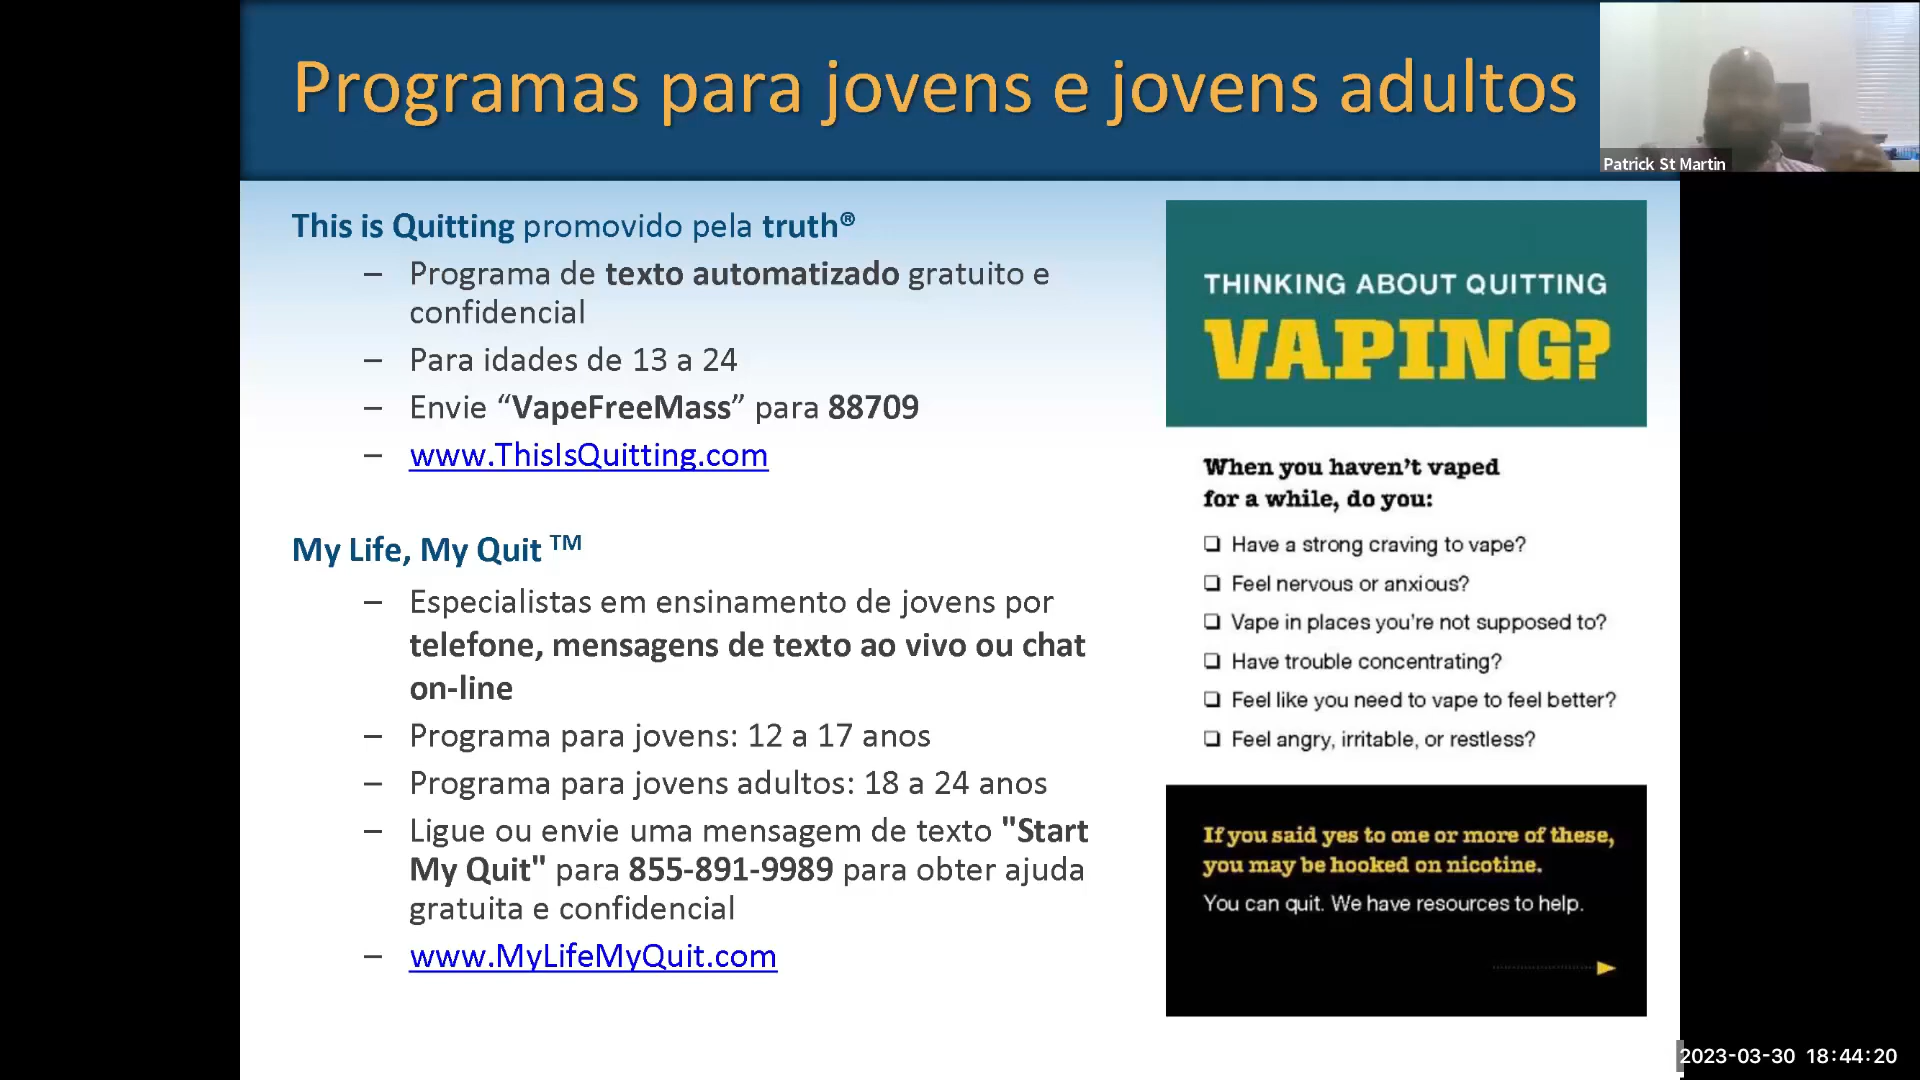 Programas para jovens e jovens adultos
Patrick St Martin
This is Quitting promovido pela truth®
– Programa de texto automatizado gratuito e
confidencial
– Para idades de 13 a 24
– Envie “VapeFreeMass” para 88709
– www.ThisIsQuitting.com
My Life, My Quit TM
– Especialistas em ensinamento de jovens por
telefone, mensagens de texto ao vivo ou chat
on-line
– Programa para jovens: 12 a 17 anos
– Programa para jovens adultos: 18 a 24 anos
– Ligue ou envie uma mensagem de texto "Start
My Quit" para 855-891-9989 para obter ajuda
gratuita e confidencial
– www.MyLifeMyQuit.com
THINKING ABOUT QUITTING
VAPING?
When you haven’t vaped
for a while, do you:
❏ Have a strong craving to vape?
❏ Feel nervous or anxious?
❏ Vape in places you’re not supposed to?
❏ Have trouble concentrating?
❏ Feel like you need to vape to feel better?
❏ Feel angry, irritable, or restless?
If you said yes to one or more of these,
you may be hooked on nicotine.
You can quit. We have resources to help.
2023-03-30 18:44:20